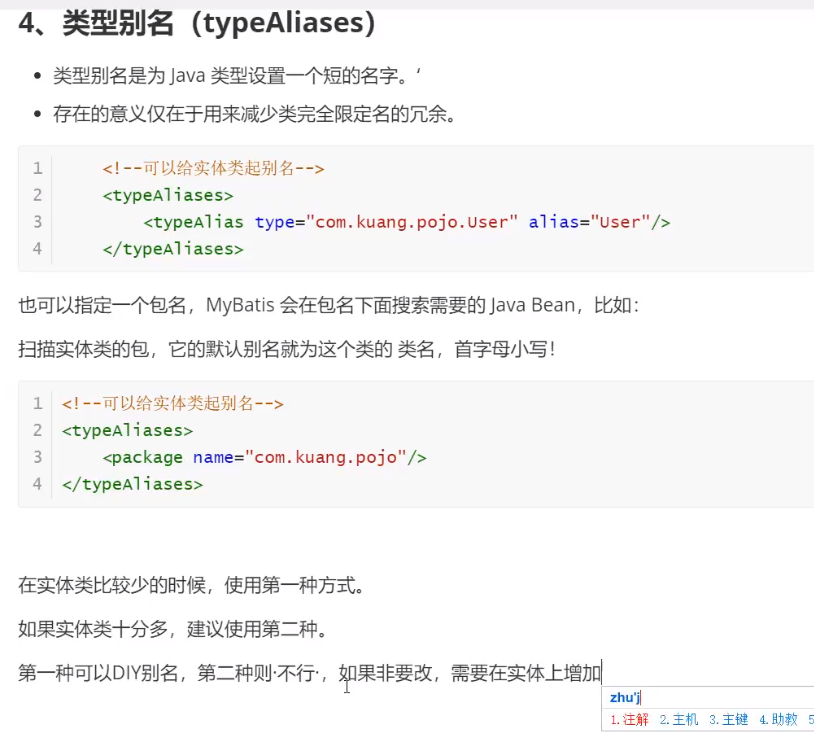 4、类型别名（typeAliases）
• 类型别名是为 Java 类型设置一个短的名字。‘
• 存在的意义仅在于用来减少类完全限定名的冗余。
1 <!--可以给实体类起别名-->
2 <typeAliases>
3 <typeAlias type="com.kuang.pojo.User" alias="User"/>
4 </typeAliases>
也可以指定一个包名，MyBatis 会在包名下面搜索需要的 Java Bean，比如：
扫描实体类的包，它的默认别名就为这个类的 类名，首字母小写！
1 <!--可以给实体类起别名-->
2 <typeAliases>
3 <package name="com.kuang.pojo"/>
4 </typeAliases>
在实体类比较少的时候，使用第一种方式。
如果实体类十分多，建议使用第二种。
第一种可以DIY别名，第二种则·不行·，如果非要改，需要在实体上增加
zhu'j
1.注解 2.主机 3.主键 4.助教 5